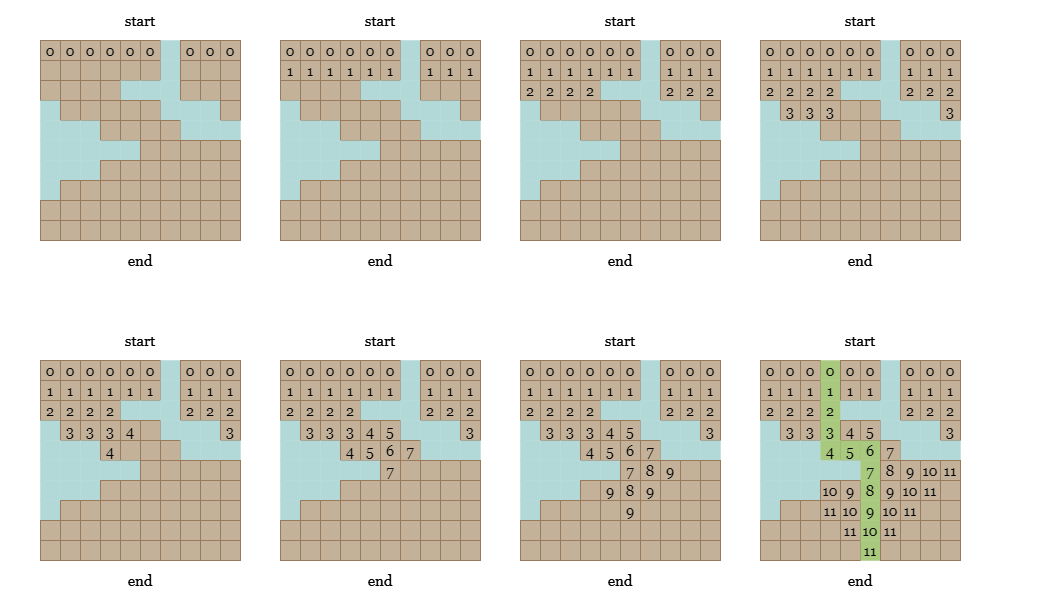 start
0 0 0 0 0 0 0 0 0
end
start
0 0 0 0 0 0 0 0 0
1 1 1 1 1 1 1 1 1
end
start
0 0 0 0 0 0 0 0 0
1 1 1 1 1 1 1 1 1
2 2 2 2 2 2 2
end
start
0 0 0 0 0 0 0 0 0
1 1 1 1 1 1 1 1 1
2 2 2 2 2 2 2
3 3 3 3
end
start
0 0 0 0 0 0 0 0 0
1 1 1 1 1 1 1 1 1
2 2 2 2 2 2 2
3 3 3 4 3
4
end
start
0 0 0 0 0 0 0 0 0
1 1 1 1 1 1 1 1 1
2 2 2 2 2 2 2
3 3 3 4 5 3
4 5 6 7
7
end
start
0 0 0 0 0 0 0 0 0
1 1 1 1 1 1 1 1 1
2 2 2 2 2 2 2
3 3 3 4 5 3
4 5 6 7
7 8 9
9 8 9
9
end
start
0 0 0 0 0 0 0 0 0
1 1 1 1 1 1 1 1 1
2 2 2 2 2 2 2
3 3 3 4 5 3
4 5 6 7
7 8 9 10 11
10 9 8 9 10 11
11 10 9 10 11
11 10 11
11
end